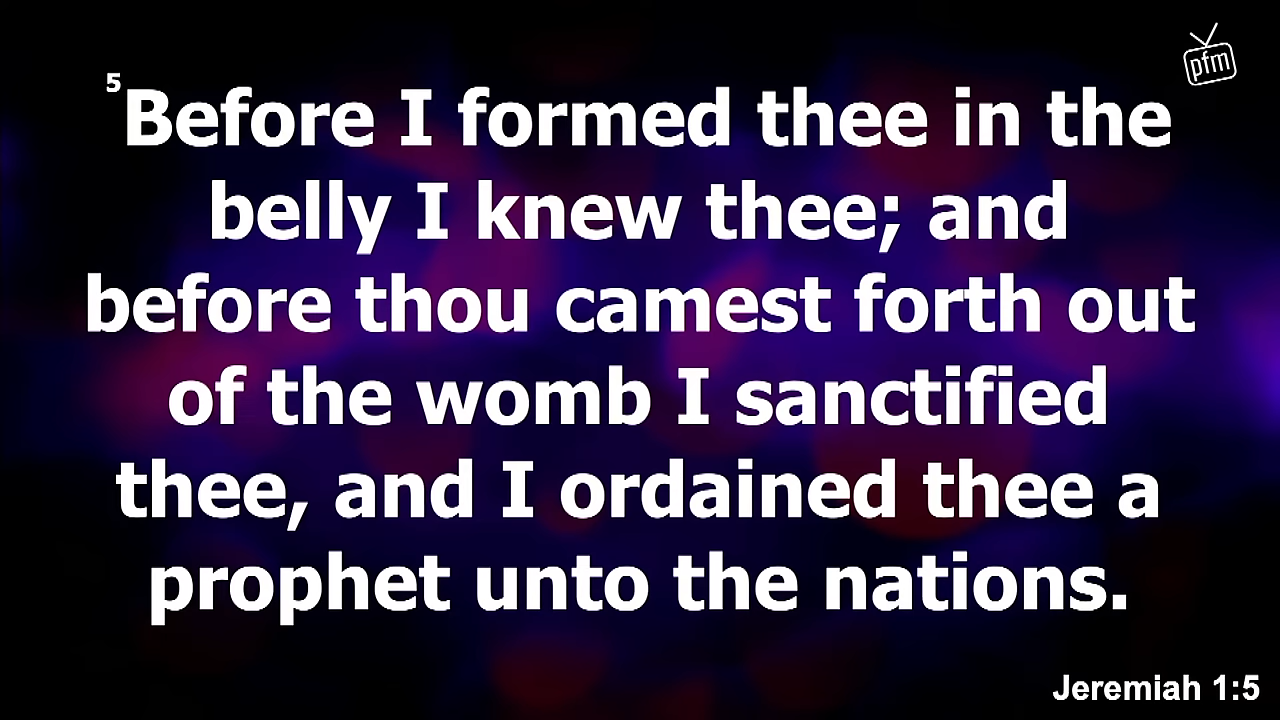 pfm
5Before I formed thee in the
belly I knew thee; and
before thou camest forth out
of the womb I sanctified
thee, and I ordained thee a
prophet unto the nations.
Jeremiah 1:5